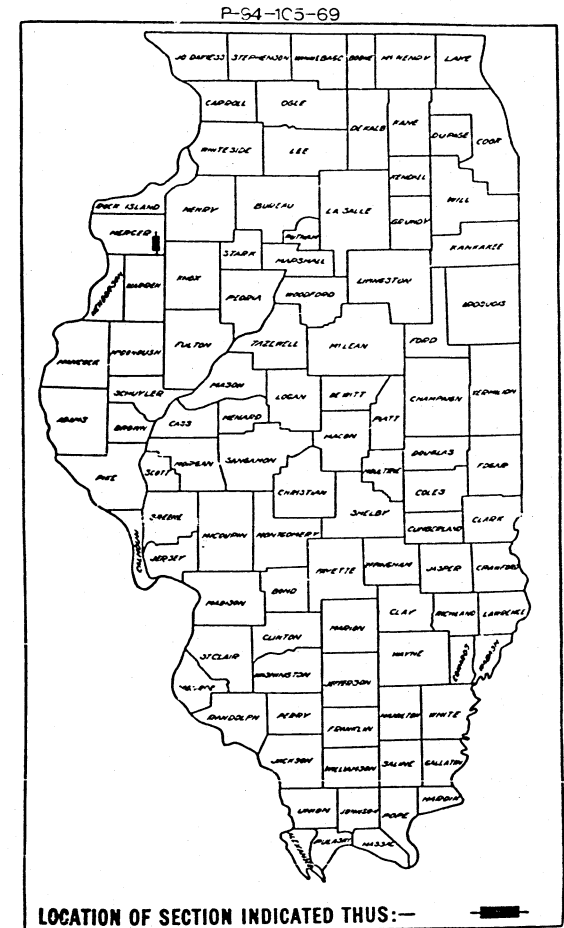 P-94-105-69
JO DAVIESS STEPHENSON WINNEBAGO BOONE McHENRY LAKE
CARROLL OGLE
DEKALB KANE DUPAGE COOK
WHITESIDE LEE
KENDALL
ROCK ISLAND HENRY BUREAU LA SALLE WILL
MERCER PUTNAM GRUNDY
STARK MARSHALL KANKAKEE
HENDERSON WARREN KNOX PEORIA WOODFORD LIVINGSTON IROQUOIS
HANCOCK McDONOUGH FULTON TAZEWELL McLEAN FORD
MASON
SCHUYLER LOGAN DE WITT CHAMPAIGN VERMILION
ADAMS BROWN CASS MENARD PIATT
MACON
SCOTT MORGAN SANGAMON MOULTRIE DOUGLAS EDGAR
PIKE CHRISTIAN COLES
GREENE SHELBY CLARK
CALHOUN MACOUPIN MONTGOMERY CUMBERLAND
JERSEY FAYETTE EFFINGHAM JASPER CRAWFORD
MADISON BOND CLAY RICHLAND LAWRENCE
MARION
CLINTON WAYNE EDWARDS WABASH
ST CLAIR
WASHINGTON JEFFERSON
MONROE
RANDOLPH PERRY HAMILTON WHITE
FRANKLIN
JACKSON WILLIAMSON SALINE GALLATIN
UNION JOHNSON POPE HARDIN
ALEXANDER PULASKI MASSAC
LOCATION OF SECTION INDICATED THUS:—